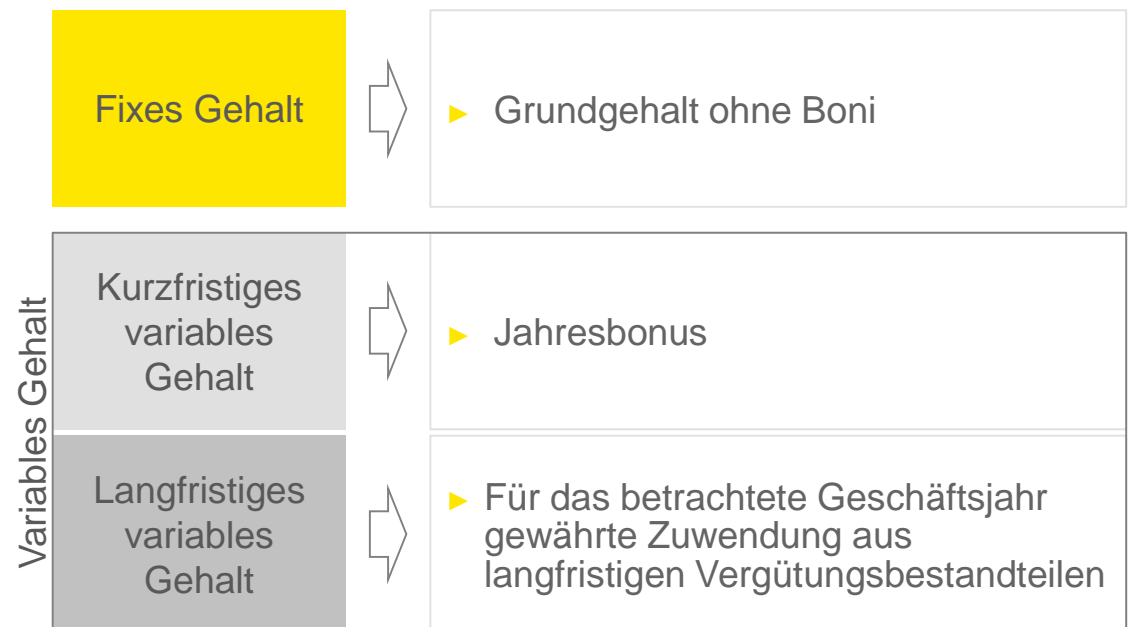 Fixes Gehalt
► Grundgehalt ohne Boni
Variables Gehalt
Kurzfristiges
variables
Gehalt
► Jahresbonus
Langfristiges
variables
Gehalt
► Für das betrachtete Geschäftsjahr
gewährte Zuwendung aus
langfristigen Vergütungsbestandteilen